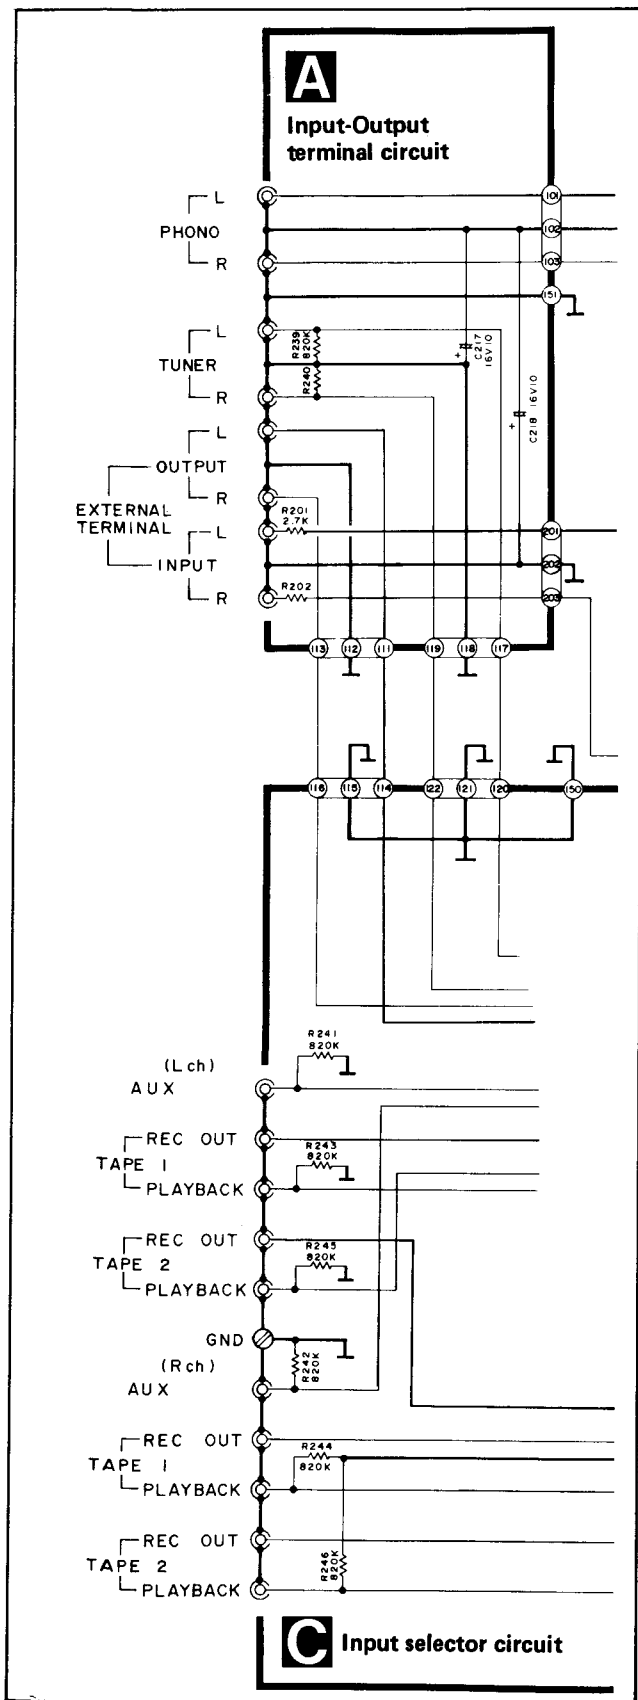 A
Input-Output
terminal circuit
L
PHONO
R
101
102
103
151
L
TUNER
R
R239
820K
R240
C217
16V10
C218 16V10
L
OUTPUT
R
EXTERNAL
TERMINAL
L
INPUT
R
R201
2.7K
R202
201
202
203
113
112
111
119
118
117
116
115
114
122
121
120
150
R241
820K
(Lch)
AUX
REC OUT
TAPE 1
PLAYBACK
R243
820K
REC OUT
TAPE 2
PLAYBACK
R245
820K
GND
R242
820K
(Rch)
AUX
REC OUT
TAPE 1
PLAYBACK
R244
820K
REC OUT
TAPE 2
PLAYBACK
R246
820K
C
Input selector circuit